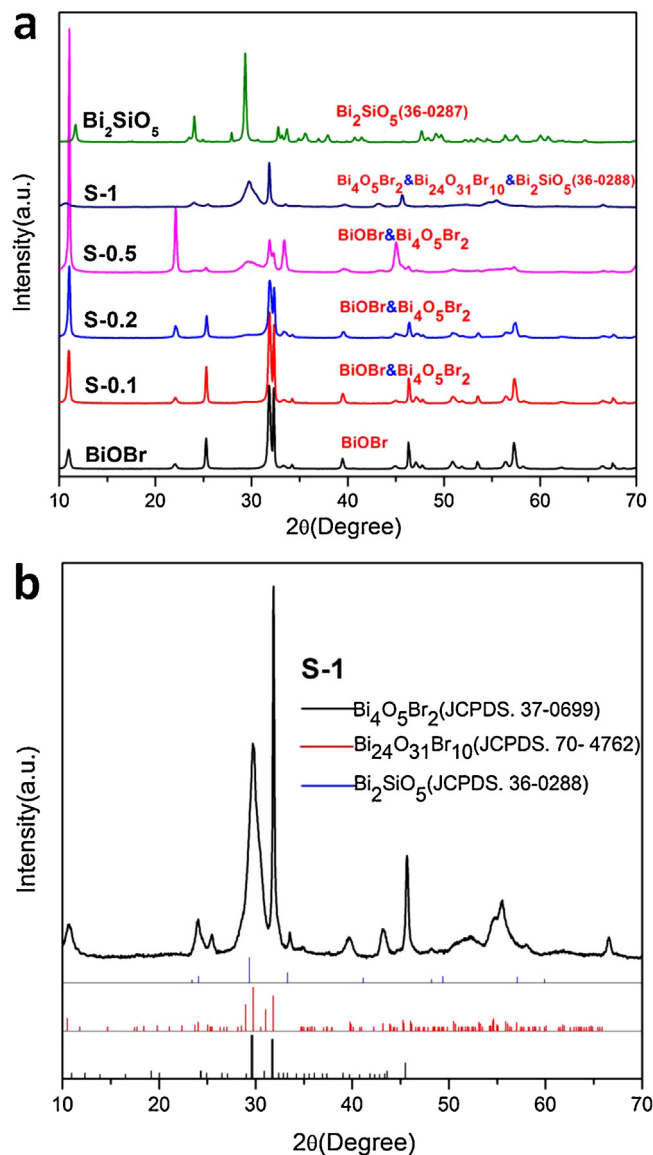 a
Intensity(a.u.)
Bi2SiO5
Bi2SiO5(36-0287)
S-1
Bi4O5Br2&Bi24O31Br10&Bi2SiO5(36-0288)
S-0.5
BiOBr&Bi4O5Br2
S-0.2
BiOBr&Bi4O5Br2
S-0.1
BiOBr&Bi4O5Br2
BiOBr
BiOBr
10 20 30 40 50 60 70
2θ(Degree)
b
Intensity(a.u.)
S-1
Bi4O5Br2(JCPDS. 37-0699)
Bi24O31Br10(JCPDS. 70- 4762)
Bi2SiO5(JCPDS. 36-0288)
10 20 30 40 50 60 70
2θ(Degree)